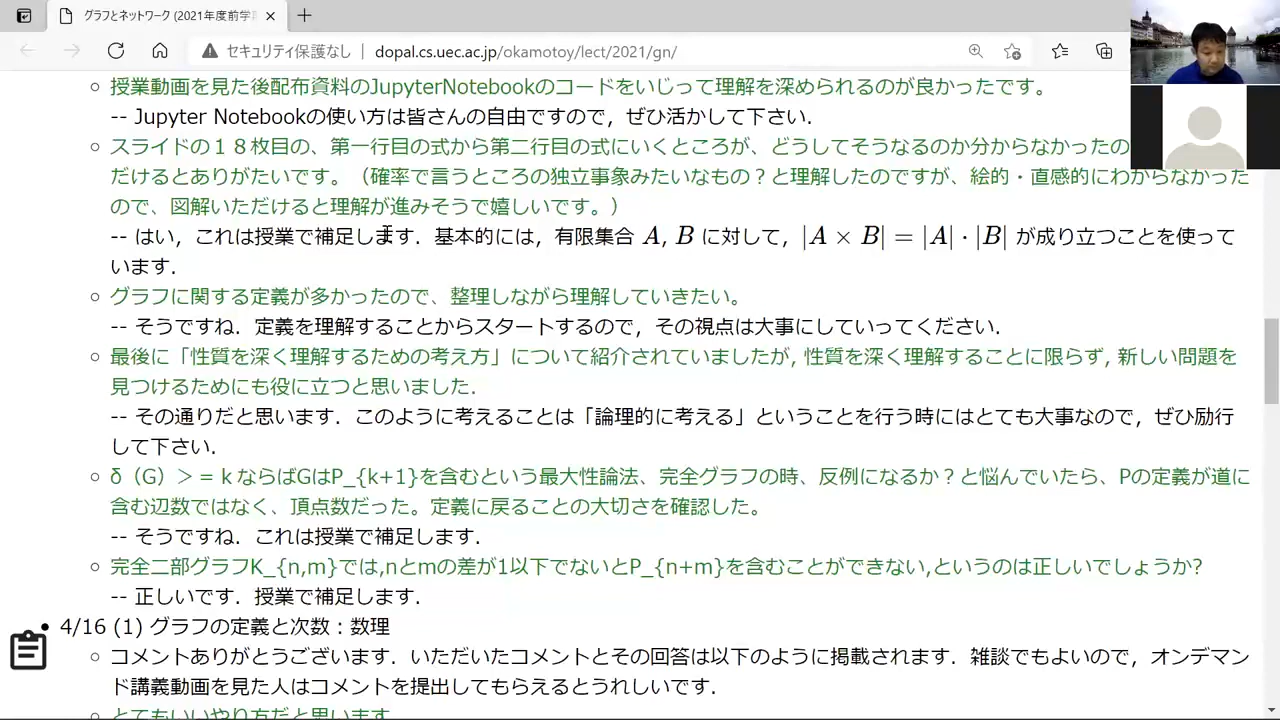 グラフとネットワーク (2021年度前学
セキュリティ保護なし | dopal.cs.uec.ac.jp/okamotoy/lect/2021/gn/
授業動画を見た後配布資料のJupyterNotebookのコードをいじって理解を深められるのが良かったです。
-- Jupyter Notebookの使い方は皆さんの自由ですので，ぜひ活かして下さい．
スライドの１８枚目の、第一行目の式から第二行目の式にいくところが、どうしてそうなるのか分からなかったの
だけるとありがたいです。（確率で言うところの独立事象みたいなもの？と理解したのですが、絵的・直感的にわからなかった
ので、図解いただけると理解が進みそうで嬉しいです。）
-- はい，これは授業で補足します．基本的には，有限集合 A, B に対して，|A × B| = |A| · |B| が成り立つことを使って
います．
グラフに関する定義が多かったので、整理しながら理解していきたい。
-- そうですね．定義を理解することからスタートするので，その視点は大事にしていってください．
最後に「性質を深く理解するための考え方」について紹介されていましたが, 性質を深く理解することに限らず, 新しい問題を
見つけるためにも役に立つと思いました.
-- その通りだと思います．このように考えることは「論理的に考える」ということを行う時にはとても大事なので，ぜひ励行
して下さい．
δ（G）＞＝ｋならばGはP_{k+1}を含むという最大性論法、完全グラフの時、反例になるか？と悩んでいたら、Pの定義が道に
含む辺数ではなく、頂点数だった。定義に戻ることの大切さを確認した。
-- そうですね．これは授業で補足します．
完全二部グラフK_{n,m}では,nとmの差が1以下でないとP_{n+m}を含むことができない,というのは正しいでしょうか?
-- 正しいです．授業で補足します．
4/16 (1) グラフの定義と次数：数理
コメントありがとうございます．いただいたコメントとその回答は以下のように掲載されます．雑談でもよいので，オンデマン
ド講義動画を見た人はコメントを提出してもらえるとうれしいです．
とてもいいやり方だと思います